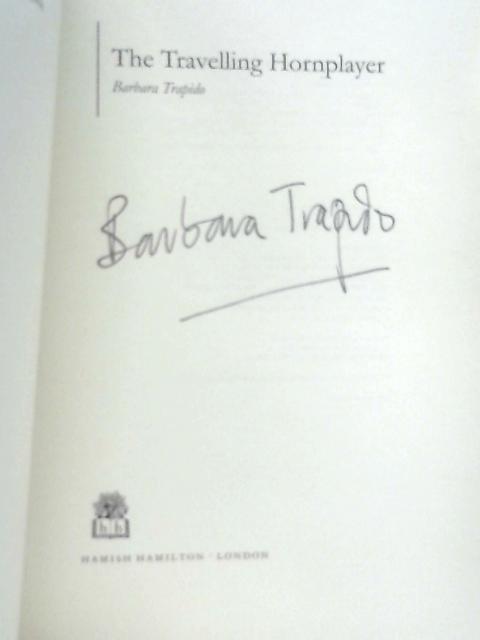 The Travelling Hornplayer
Barbara Trapido
Barbara Trapido
h h
HAMISH HAMILTON · LONDON